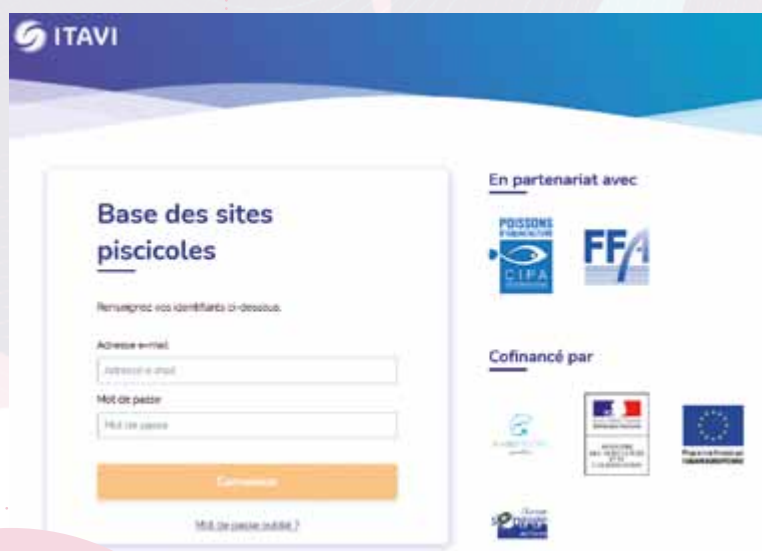 ITAVI
Base des sites
piscicoles
Renseignez vos identifiants ci-dessous.
Adresse e-mail
Adresse e-mail
Mot de passe
Mot de passe
Connexion
Mot de passe oublié ?
En partenariat avec
POISSONS
D'AQUACULTURE
CIPA
FFA
Cofinancé par